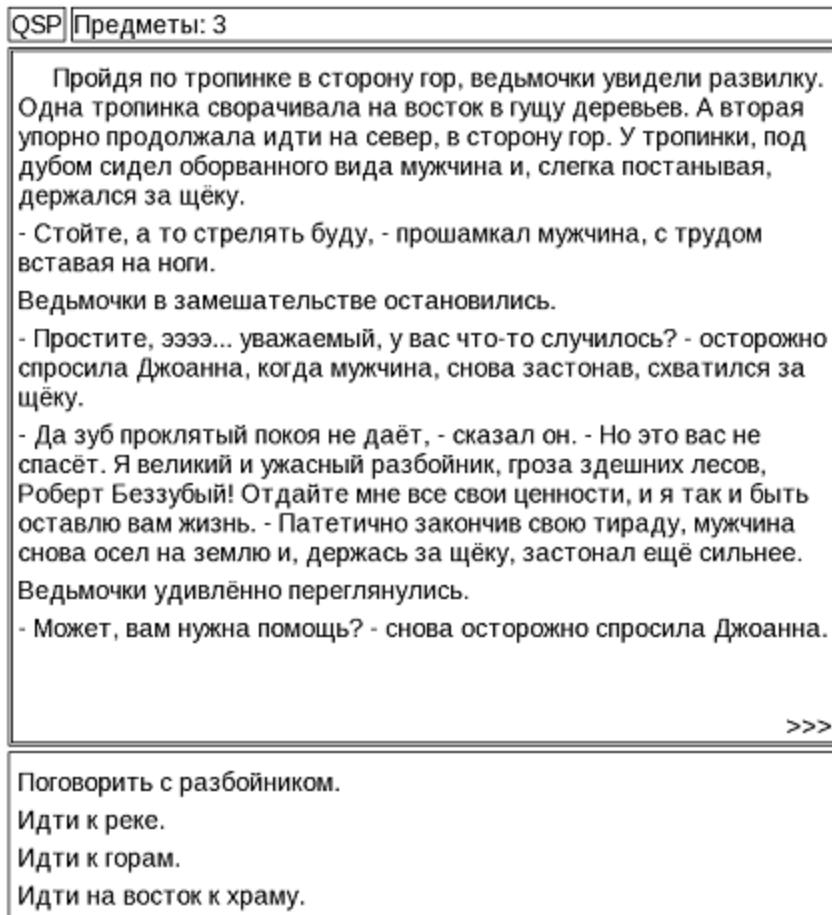 QSP Предметы: 3
Пройдя по тропинке в сторону гор, ведьмочки увидели развилку.
Одна тропинка сворачивала на восток в гущу деревьев. А вторая
упорно продолжала идти на север, в сторону гор. У тропинки, под
дубом сидел оборванного вида мужчина и, слегка постанывая,
держался за щёку.
- Стойте, а то стрелять буду, - прошамкал мужчина, с трудом
вставая на ноги.
Ведьмочки в замешательстве остановились.
- Простите, ээээ... уважаемый, у вас что-то случилось? - осторожно
спросила Джоанна, когда мужчина, снова застонав, схватился за
щёку.
- Да зуб проклятый покоя не даёт, - сказал он. - Но это вас не
спасёт. Я великий и ужасный разбойник, гроза здешних лесов,
Роберт Беззубый! Отдайте мне все свои ценности, и я так и быть
оставлю вам жизнь. - Патетично закончив свою тираду, мужчина
снова осел на землю и, держась за щёку, застонал ещё сильнее.
Ведьмочки удивлённо переглянулись.
- Может, вам нужна помощь? - снова осторожно спросила Джоанна.
>>>
Поговорить с разбойником.
Идти к реке.
Идти к горам.
Идти на восток к храму.